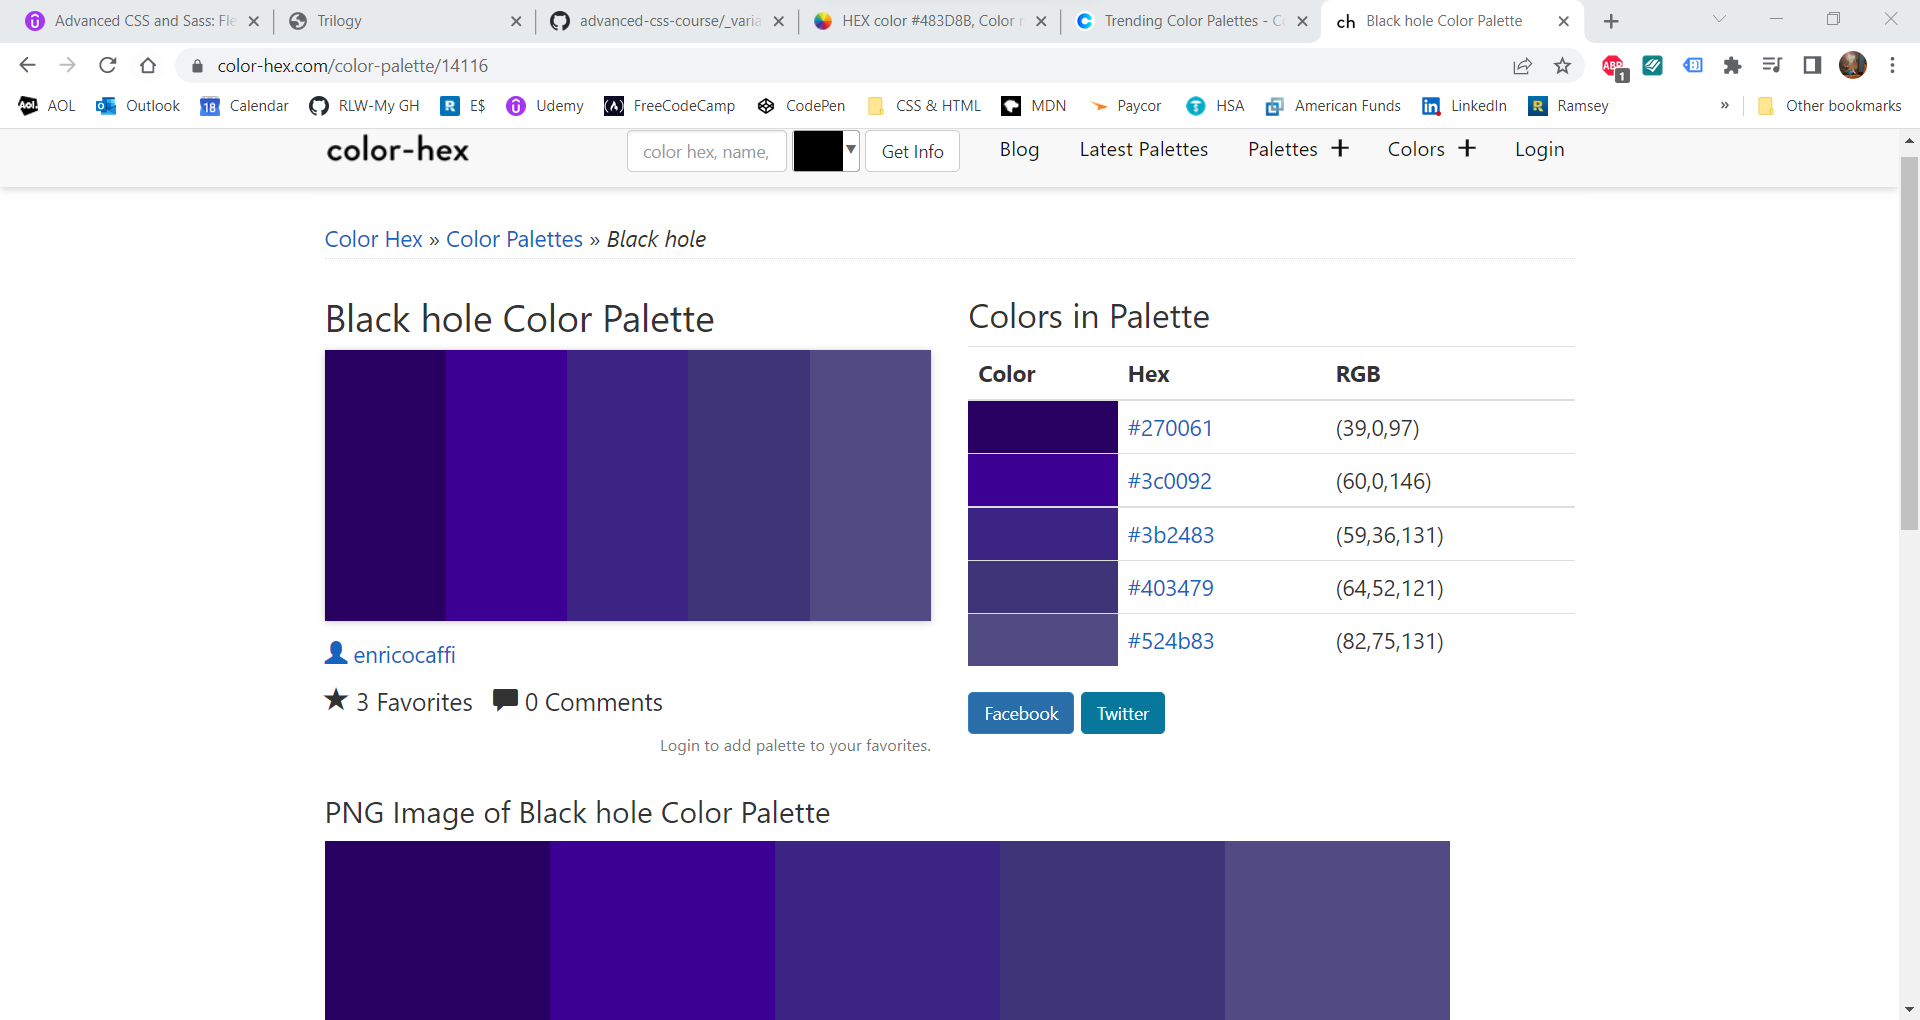 Advanced CSS and Sass: Fle
Trilogy
advanced-css-course/_varia
HEX color #483D8B, Color
Trending Color Palettes - C
ch Black hole Color Palette
color-hex.com/color-palette/14116
ABP 1
AOL
Outlook
18 Calendar
RLW-My GH
R E$
Udemy
FreeCodeCamp
CodePen
CSS & HTML
MDN
Paycor
HSA
American Funds
in LinkedIn
R Ramsey
»
Other bookmarks
color-hex
color hex, name,
Get Info
Blog
Latest Palettes
Palettes +
Colors +
Login
Color Hex » Color Palettes » Black hole
Black hole Color Palette
Colors in Palette
Color Hex RGB
#270061 (39,0,97)
#3c0092 (60,0,146)
#3b2483 (59,36,131)
#403479 (64,52,121)
#524b83 (82,75,131)
enricocaffi
3 Favorites 0 Comments
Facebook Twitter
Login to add palette to your favorites.
PNG Image of Black hole Color Palette